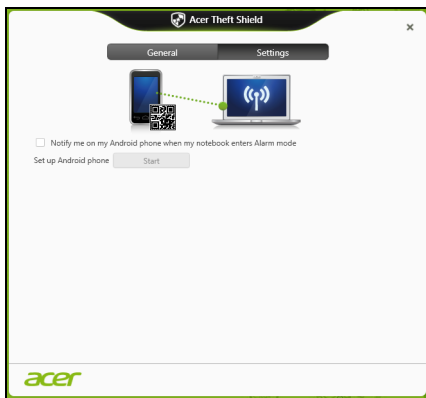 Acer Theft Shield
General Settings
Notify me on my Android phone when my notebook enters Alarm mode
Set up Android phone Start
acer